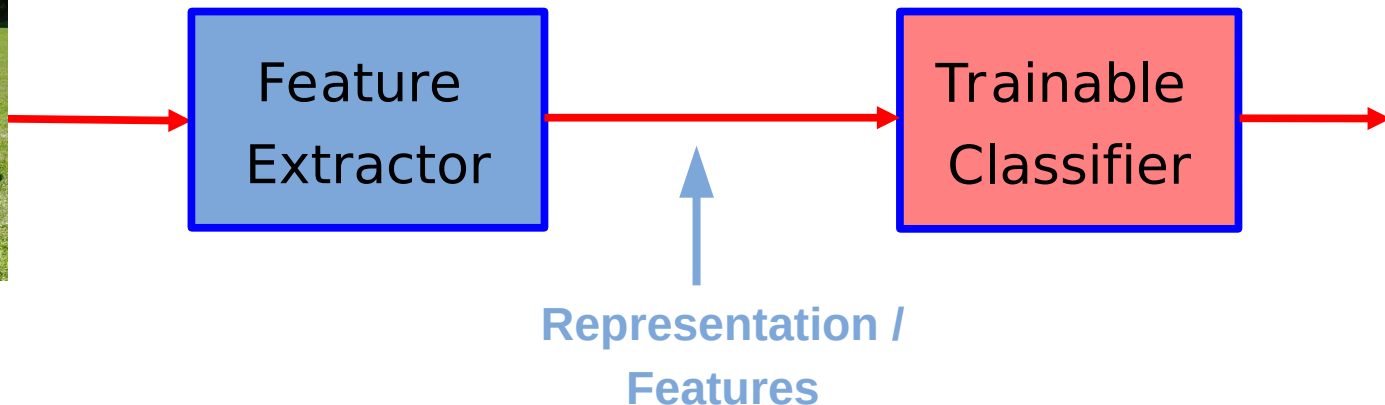 Feature
Extractor
Trainable
Classifier
Representation /
Features